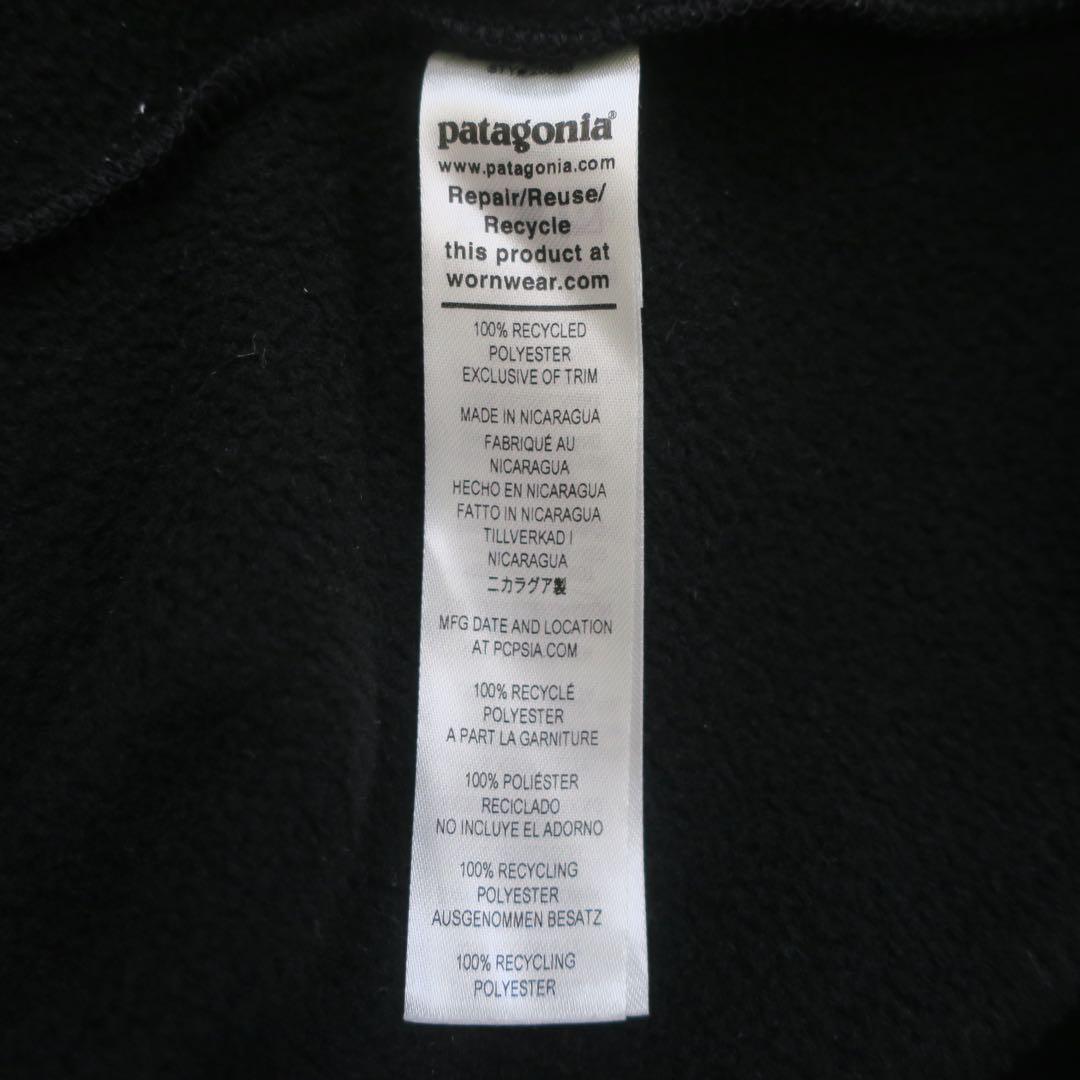 patagonia®
www.patagonia.com
Repair/Reuse/
Recycle
this product at
wornwear.com
100% RECYCLED
POLYESTER
EXCLUSIVE OF TRIM
MADE IN NICARAGUA
FABRIQUÉ AU
NICARAGUA
HECHO EN NICARAGUA
FATTO IN NICARAGUA
TILLVERKAD I
NICARAGUA
ニカラグア製
MFG DATE AND LOCATION
AT PCPSIA.COM
100% RECYCLÉ
POLYESTER
A PART LA GARNITURE
100% POLIÉSTER
RECICLADO
NO INCLUYE EL ADORNO
100% RECYCLING
POLYESTER
AUSGENOMMEN BESATZ
100% RECYCLING
POLYESTER